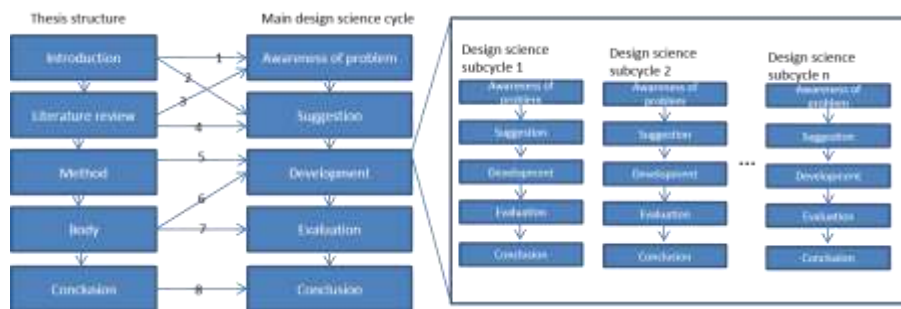 Thesis structure
Main design science cycle
Introduction
Literature review
Method
Body
Conclusion
1
2
3
4
5
6
7
8
Awareness of problem
Suggestion
Development
Evaluation
Conclusion
Design science
subcycle 1
Awareness of
problem
Suggestion
Development
Evaluation
Conclusion
Design science
subcycle 2
Awareness of
problem
Suggestion
Development
Evaluation
Conclusion
...
Design science
subcycle n
Awareness of
problem
Suggestion
Development
Evaluation
-Conclusion